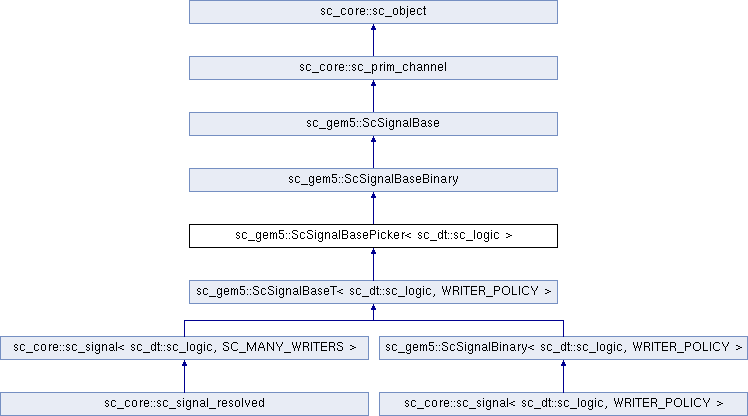 sc_core::sc_object
sc_core::sc_prim_channel
sc_gem5::ScSignalBase
sc_gem5::ScSignalBaseBinary
sc_gem5::ScSignalBasePicker< sc_dt::sc_logic >
sc_gem5::ScSignalBaseT< sc_dt::sc_logic, WRITER_POLICY >
sc_core::sc_signal< sc_dt::sc_logic, SC_MANY_WRITERS >
sc_gem5::ScSignalBinary< sc_dt::sc_logic, WRITER_POLICY >
sc_core::sc_signal_resolved
sc_core::sc_signal< sc_dt::sc_logic, WRITER_POLICY >